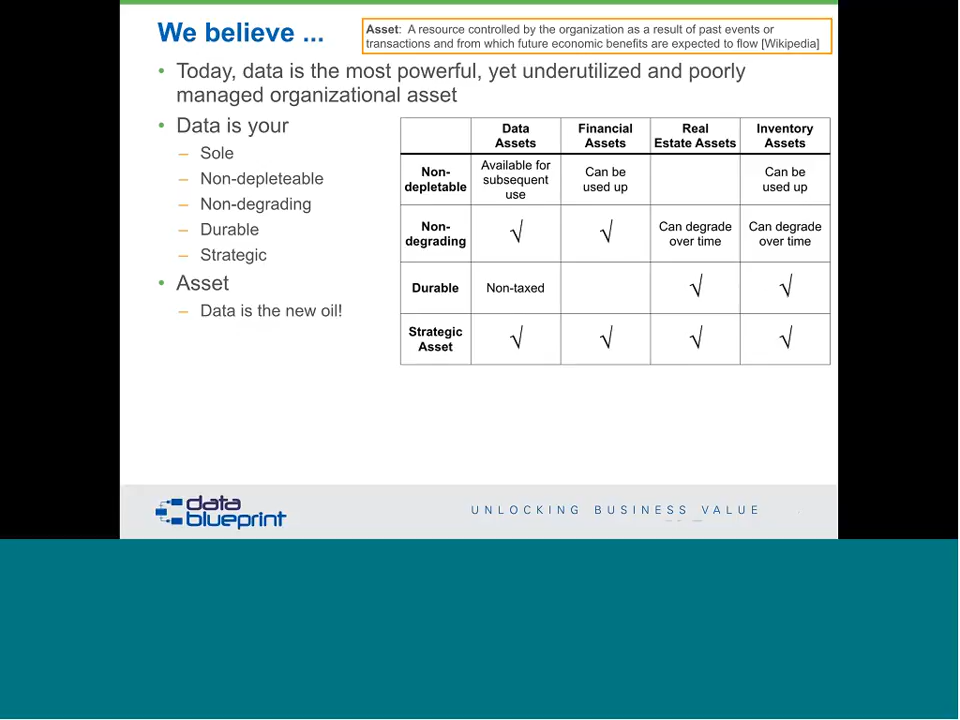 We believe ...
Asset: A resource controlled by the organization as a result of past events or
transactions and from which future economic benefits are expected to flow [Wikipedia]
• Today, data is the most powerful, yet underutilized and poorly
managed organizational asset
• Data is your
– Sole
– Non-depleteable
– Non-degrading
– Durable
– Strategic
• Asset
– Data is the new oil!
Data
Assets
Financial
Assets
Real
Estate Assets
Inventory
Assets
Non-
depletable
Available for
subsequent
use
Can be
used up
Can be
used up
Non-
degrading
√
√
Can degrade
over time
Can degrade
over time
Durable
Non-taxed
√
√
Strategic
Asset
√
√
√
√
data
blueprint
UNLOCKING BUSINESS VALUE